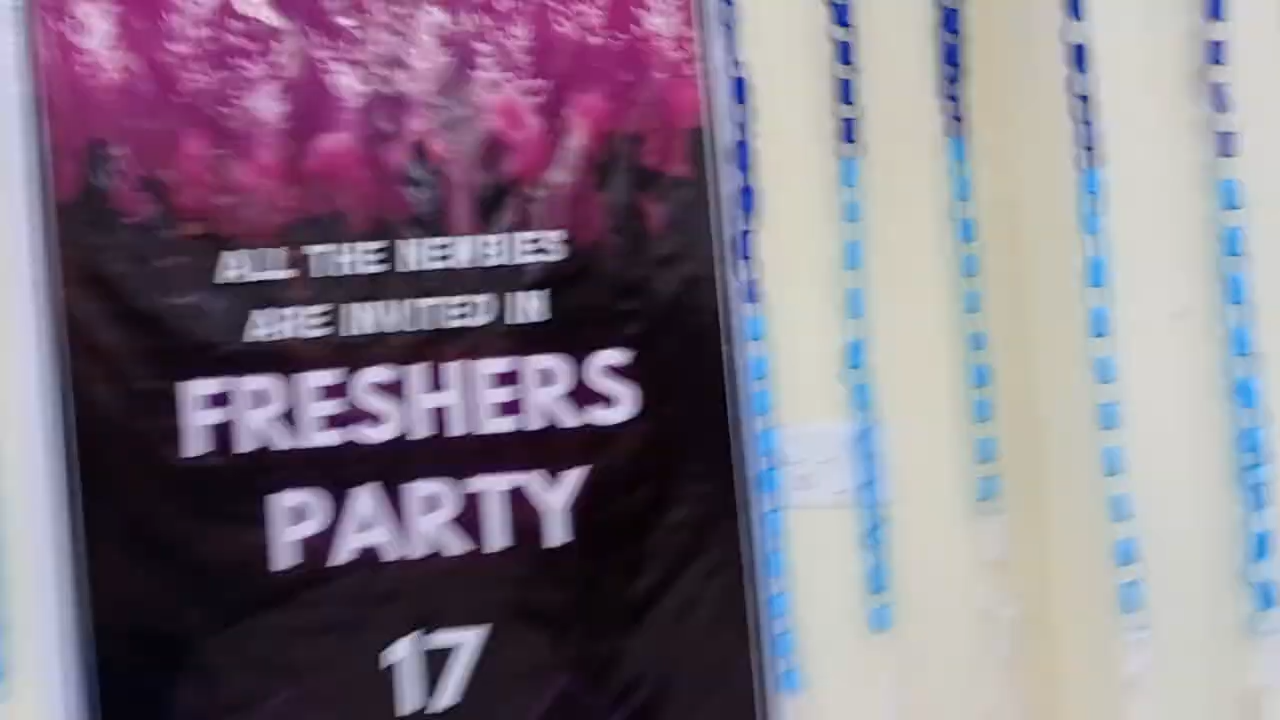 ALL THE NEWBIES
ARE INVITED IN
FRESHERS
PARTY
17